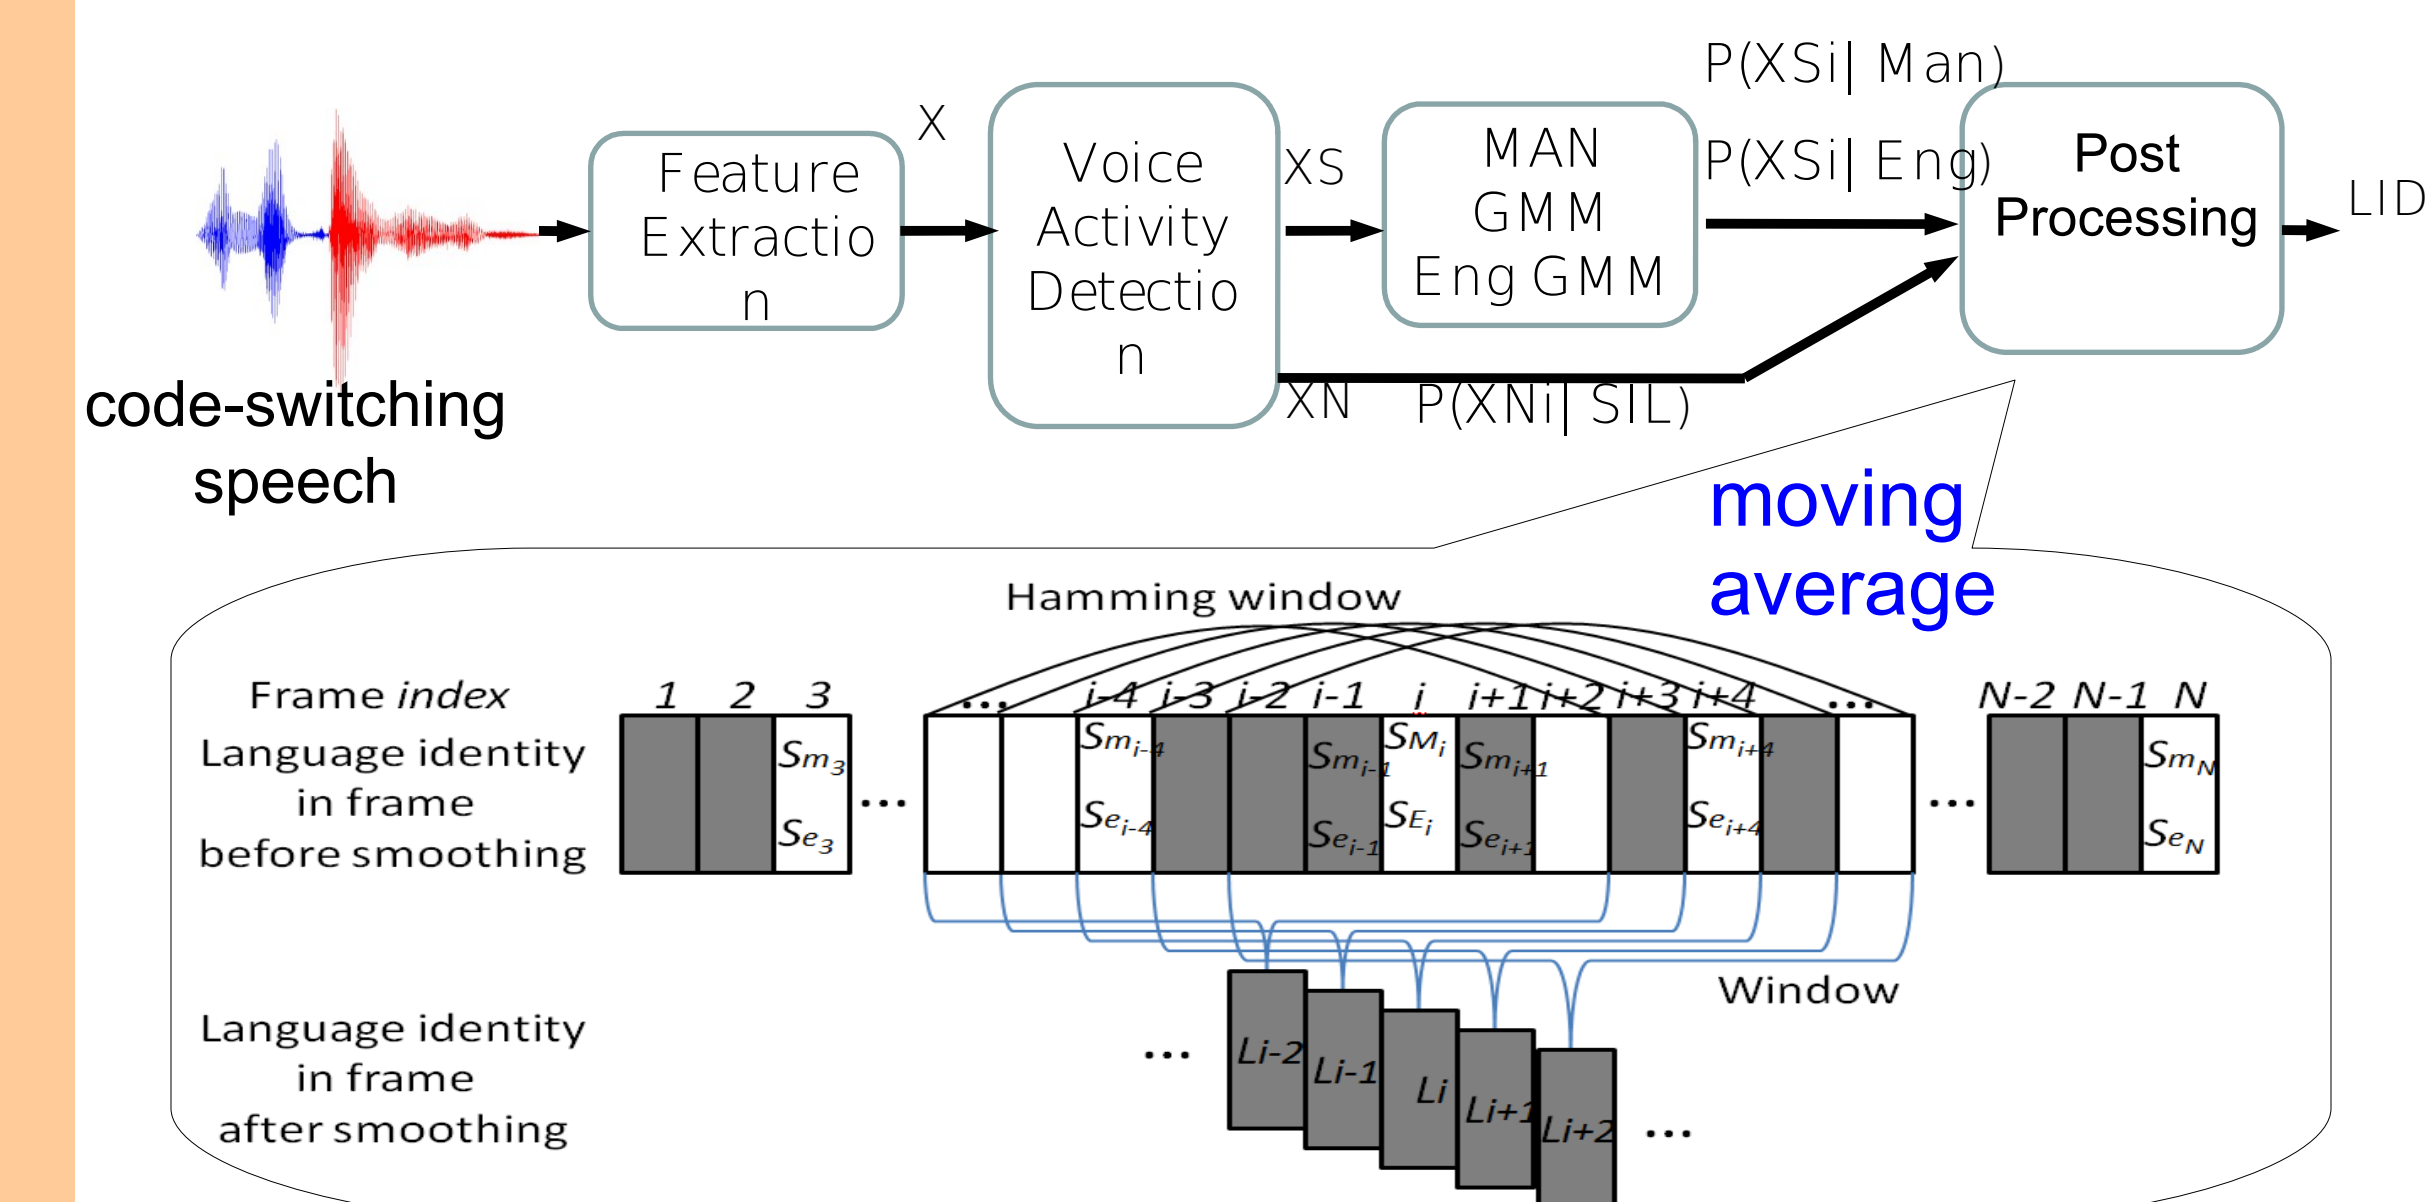 P(XSi| Man)
P(XSi| Eng)
X
XS
LID
Feature
Extractio
n
Voice
Activity
Detectio
n
MAN
GMM
Eng GMM
Post
Processing
XN
P(XNi| SIL)
code-switching
speech
moving
average
Hamming window
Frame index
1 2 3 ... i-4 i-3 i-2 i-1 i i+1 i+2 i+3 i+4 ... N-2 N-1 N
Language identity
in frame
before smoothing
Sm3 ... Smi-4 Smi-1 SMi Smi+1 Smi+4 ... SmN
Se3 Sei-4 Sei-1 SEi Sei+1 Sei+4 SeN
Window
Language identity
in frame
after smoothing
... Li-2 Li-1 Li Li+1 Li+2 ...